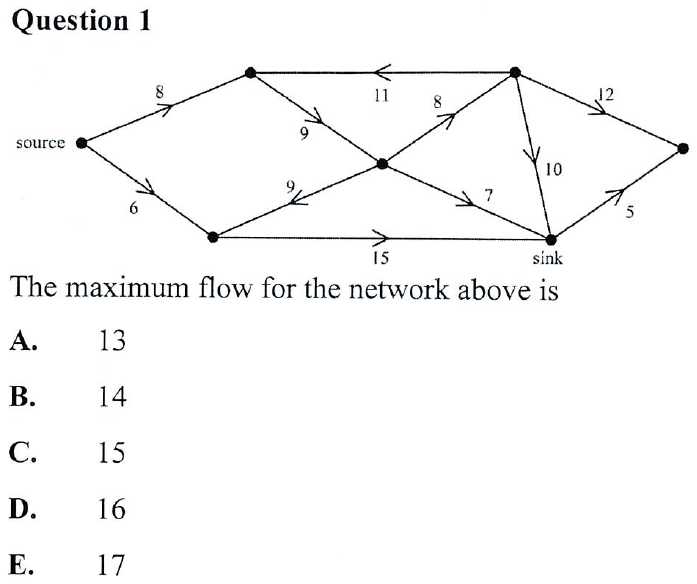 Question 1
8
11
8
12
source
9
10
9
7
6
5
15
sink
The maximum flow for the network above is
A. 13
B. 14
C. 15
D. 16
E. 17